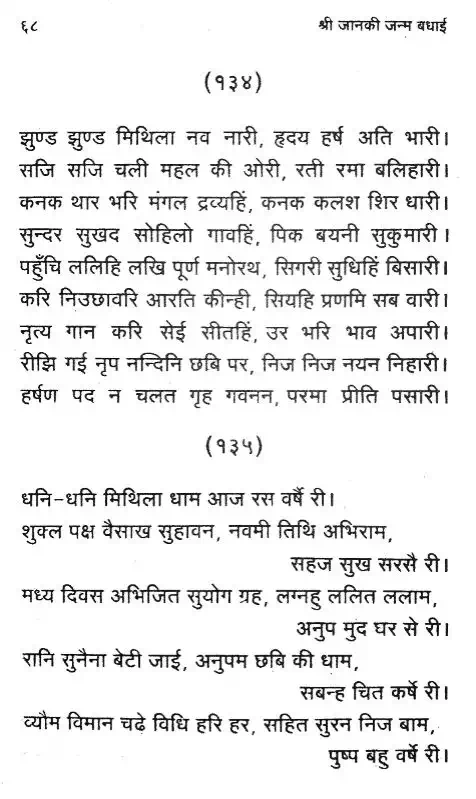 ६८ श्री जानकी जन्म बधाई
(१३४)
झुण्ड झुण्ड मिथिला नव नारी, हृदय हर्ष अति भारी।
सजि सजि चली महल की ओरी, रती रमा बलिहारी।
कनक थार भरि मंगल द्रव्यहिं, कनक कलश शिर धारी।
सुन्दर सुखद सोहिलो गावहिं, पिक बयनी सुकुमारी ।
पहुँचि ललिहि लखि पूर्ण मनोरथ, सिगरी सुधिहिं बिसारी।
करि निउछावरि आरति कीन्ही, सियहि प्रणमि सब वारी।
नृत्य गान करि सेई सीतहिं, उर भरि भाव अपारी।
रीझि गई नृप नन्दिनि छबि पर, निज निज नयन निहारी।
हर्षण पद न चलत गृह गवनन, परमा प्रीति पसारी।
(१३५)
धनि-धनि मिथिला धाम आज रस वर्षै री।
शुक्ल पक्ष वैसाख सुहावन, नवमी तिथि अभिराम,
सहज सुख सरसै री।
मध्य दिवस अभिजित सुयोग ग्रह, लग्नहु ललित ललाम,
अनुप मुद घर से री।
रानि सुनैना बेटी जाई, अनुपम छबि की धाम,
सबन्ह चित कर्षे री।
व्यौम विमान चढ़े विधि हरि हर, सहित सुरन निज बाम,
पुष्प बहु वर्षे री।